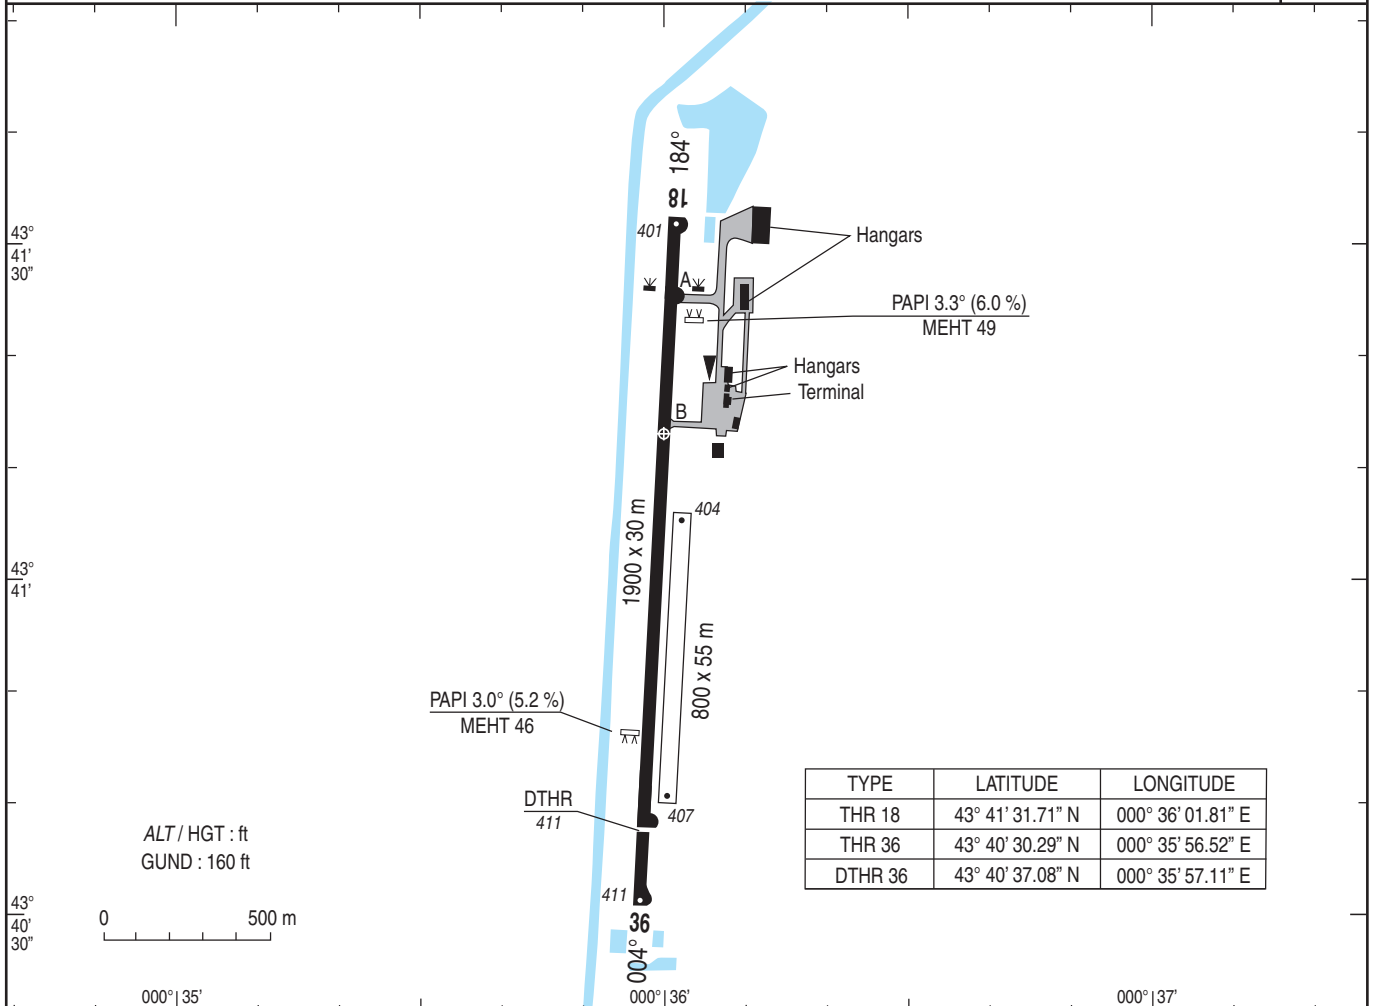 184°
18
401
43°
41'
30"
Hangars
A
PAPI 3.3° (6.0 %)
MEHT 49
Hangars
Terminal
B
404
1900 x 30 m
43°
41'
800 x 55 m
PAPI 3.0° (5.2 %)
MEHT 46
DTHR
411
407
TYPE LATITUDE LONGITUDE
THR 18 43° 41' 31.71" N 000° 36' 01.81" E
THR 36 43° 40' 30.29" N 000° 35' 56.52" E
DTHR 36 43° 40' 37.08" N 000° 35' 57.11" E
ALT / HGT : ft
GUND : 160 ft
411
43°
40'
30"
0 500 m
36
004°
000° 35' 000° 36' 000° 37'